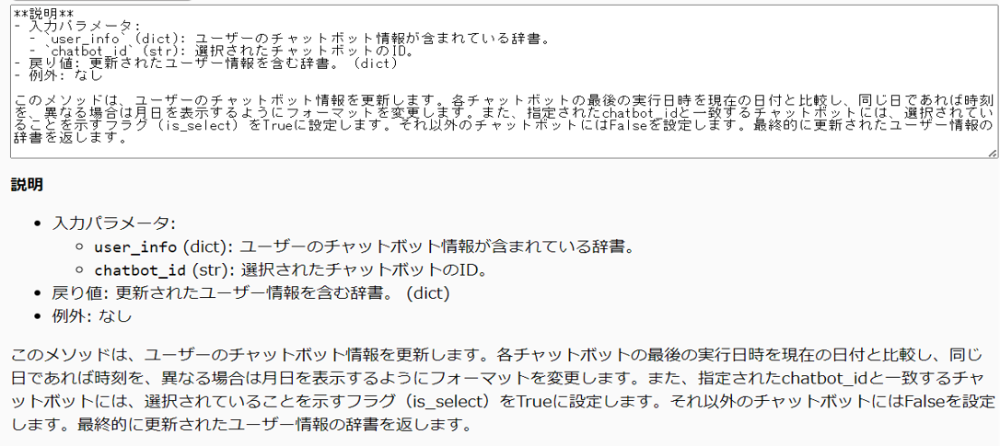 **説明**
- 入力パラメータ:
  - `user_info` (dict): ユーザーのチャットボット情報が含まれている辞書。
  - `chatbot_id` (str): 選択されたチャットボットのID。
- 戻り値: 更新されたユーザー情報を含む辞書。 (dict)
- 例外: なし

このメソッドは、ユーザーのチャットボット情報を更新します。各チャットボットの最後の実行日時を現在の日付と比較し、同じ日であれば時刻
を、異なる場合は月日を表示するようにフォーマットを変更します。また、指定されたchatbot_idと一致するチャットボットには、選択されてい
ることを示すフラグ（is_select）をTrueに設定します。それ以外のチャットボットにはFalseを設定します。最終的に更新されたユーザー情報の
辞書を返します。
説明
• 入力パラメータ:
◦ user_info (dict): ユーザーのチャットボット情報が含まれている辞書。
◦ chatbot_id (str): 選択されたチャットボットのID。
• 戻り値: 更新されたユーザー情報を含む辞書。 (dict)
• 例外: なし
このメソッドは、ユーザーのチャットボット情報を更新します。各チャットボットの最後の実行日時を現在の日付と比較し、同じ
日であれば時刻を、異なる場合は月日を表示するようにフォーマットを変更します。また、指定されたchatbot_idと一致するチャ
ットボットには、選択されていることを示すフラグ（is_select）をTrueに設定します。それ以外のチャットボットにはFalseを設定
します。最終的に更新されたユーザー情報の辞書を返します。